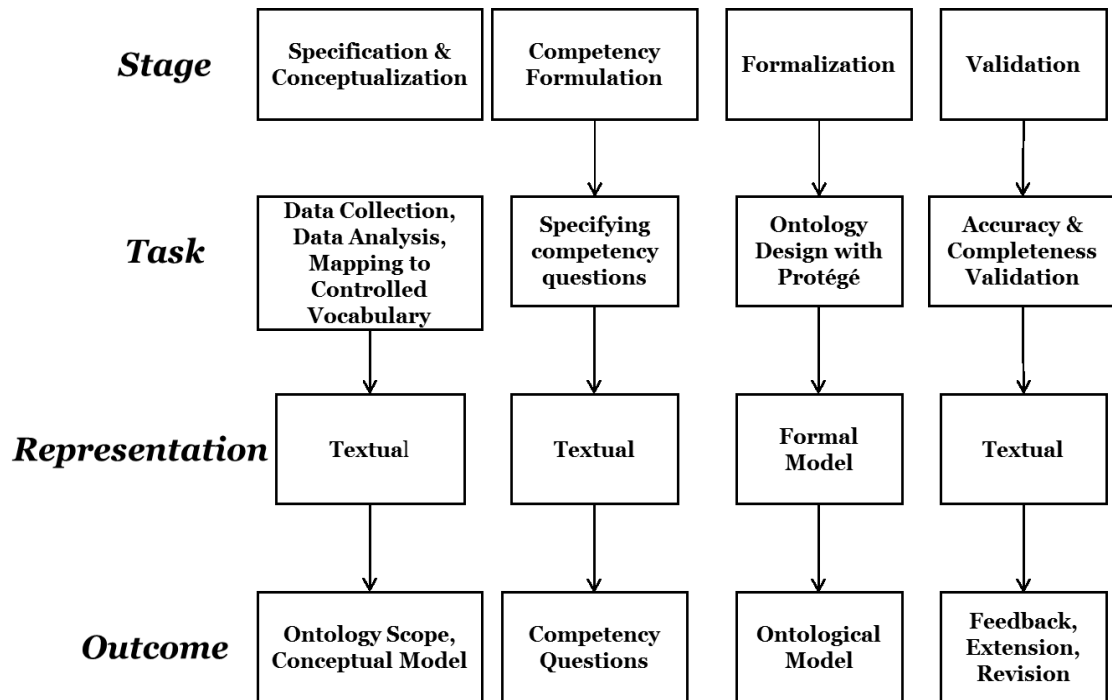 Stage
Specification &
Conceptualization
Competency
Formulation
Formalization
Validation
Task
Data Collection,
Data Analysis,
Mapping to
Controlled
Vocabulary
Specifying
competency
questions
Ontology
Design with
Protégé
Accuracy &
Completeness
Validation
Representation
Textual
Textual
Formal
Model
Textual
Outcome
Ontology Scope,
Conceptual Model
Competency
Questions
Ontological
Model
Feedback,
Extension,
Revision